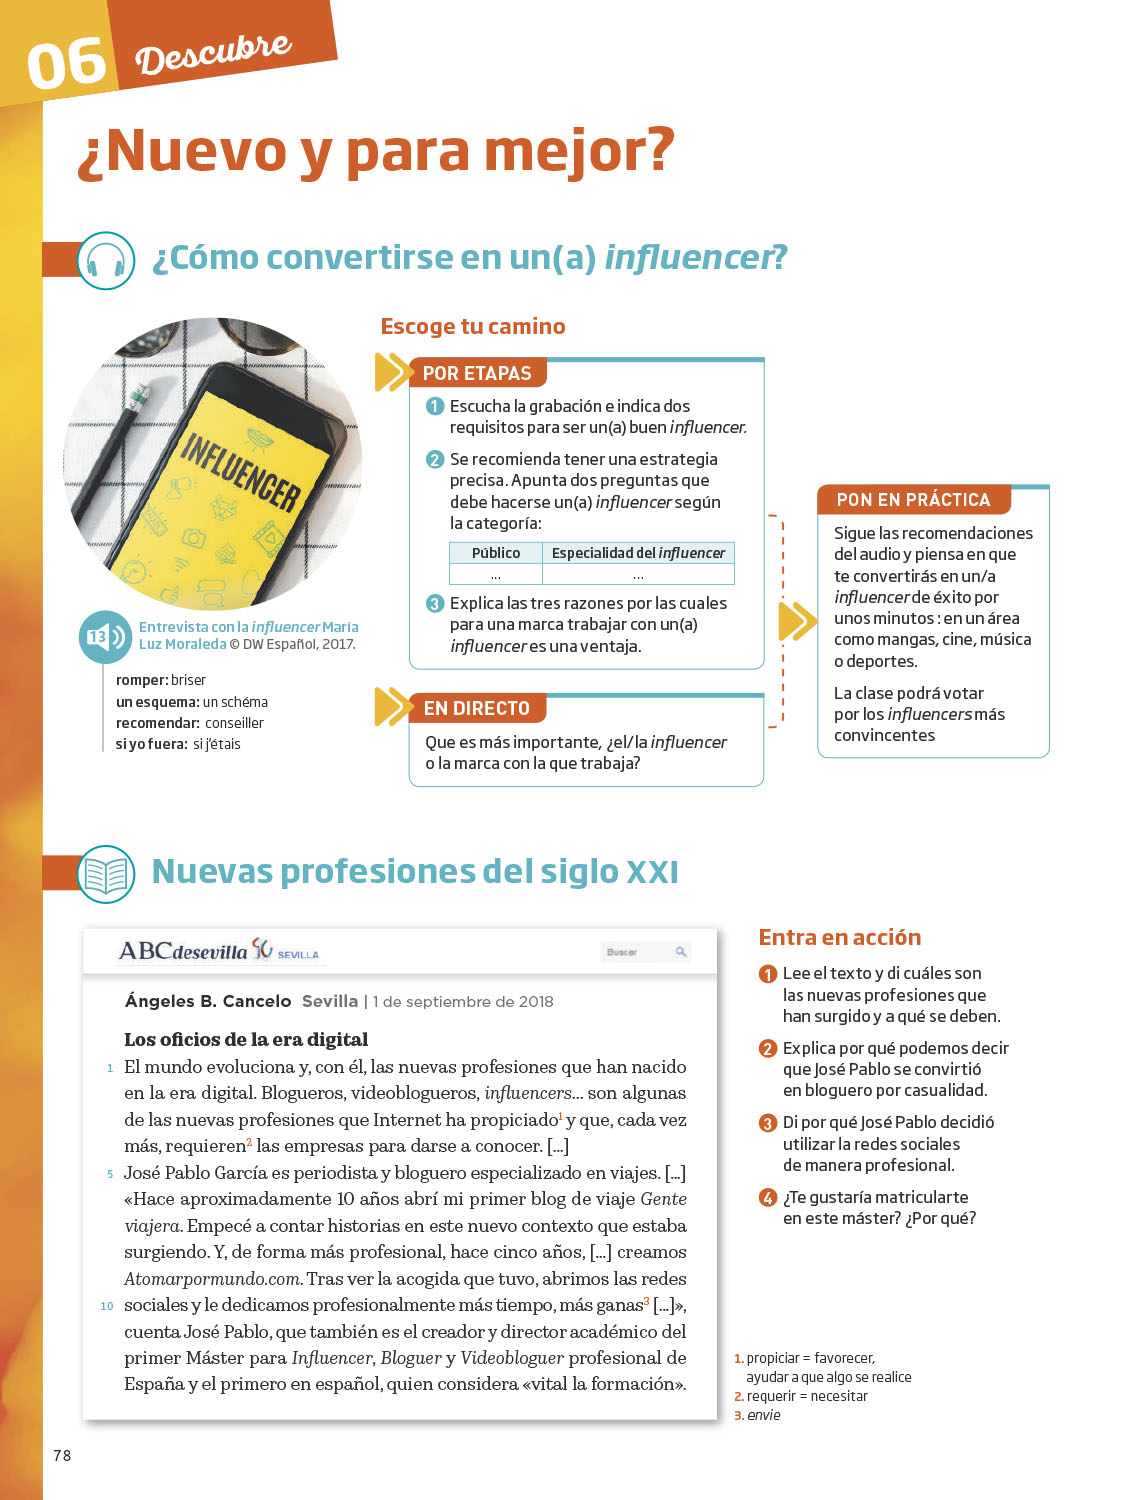 06 Descubre
¿Nuevo y para mejor?
¿Cómo convertirse en un(a) influencer?
INFLUENCER
13
Entrevista con la influencer María
Luz Moraleda © DW Español, 2017.
romper: briser
un esquema: un schéma
recomendar: conseiller
si yo fuera: si j'étais
Escoge tu camino
POR ETAPAS
1 Escucha la grabación e indica dos
requisitos para ser un(a) buen influencer.
2 Se recomienda tener una estrategia
precisa. Apunta dos preguntas que
debe hacerse un(a) influencer según
la categoría:
Público Especialidad del influencer
... ...
3 Explica las tres razones por las cuales
para una marca trabajar con un(a)
influencer es una ventaja.
EN DIRECTO
Que es más importante, ¿el/la influencer
o la marca con la que trabaja?
PON EN PRÁCTICA
Sigue las recomendaciones
del audio y piensa en que
te convertirás en un/a
influencer de éxito por
unos minutos : en un área
como mangas, cine, música
o deportes.
La clase podrá votar
por los influencers más
convincentes
Nuevas profesiones del siglo XXI
ABCdesevilla SEVILLA
Buscar
Ángeles B. Cancelo Sevilla | 1 de septiembre de 2018
Los oficios de la era digital
1 El mundo evoluciona y, con él, las nuevas profesiones que han nacido
en la era digital. Blogueros, videoblogueros, influencers... son algunas
de las nuevas profesiones que Internet ha propiciado1 y que, cada vez
más, requieren2 las empresas para darse a conocer. [...]
5 José Pablo García es periodista y bloguero especializado en viajes. [...]
«Hace aproximadamente 10 años abrí mi primer blog de viaje Gente
viajera. Empecé a contar historias en este nuevo contexto que estaba
surgiendo. Y, de forma más profesional, hace cinco años, [...] creamos
Atomarpormundo.com. Tras ver la acogida que tuvo, abrimos las redes
10 sociales y le dedicamos profesionalmente más tiempo, más ganas3 [...]»,
cuenta José Pablo, que también es el creador y director académico del
primer Máster para Influencer, Bloguer y Videobloguer profesional de
España y el primero en español, quien considera «vital la formación».
Entra en acción
1 Lee el texto y di cuáles son
las nuevas profesiones que
han surgido y a qué se deben.
2 Explica por qué podemos decir
que José Pablo se convirtió
en bloguero por casualidad.
3 Di por qué José Pablo decidió
utilizar la redes sociales
de manera profesional.
4 ¿Te gustaría matricularte
en este máster? ¿Por qué?
1. propiciar = favorecer,
ayudar a que algo se realice
2. requerir = necesitar
3. envie
78